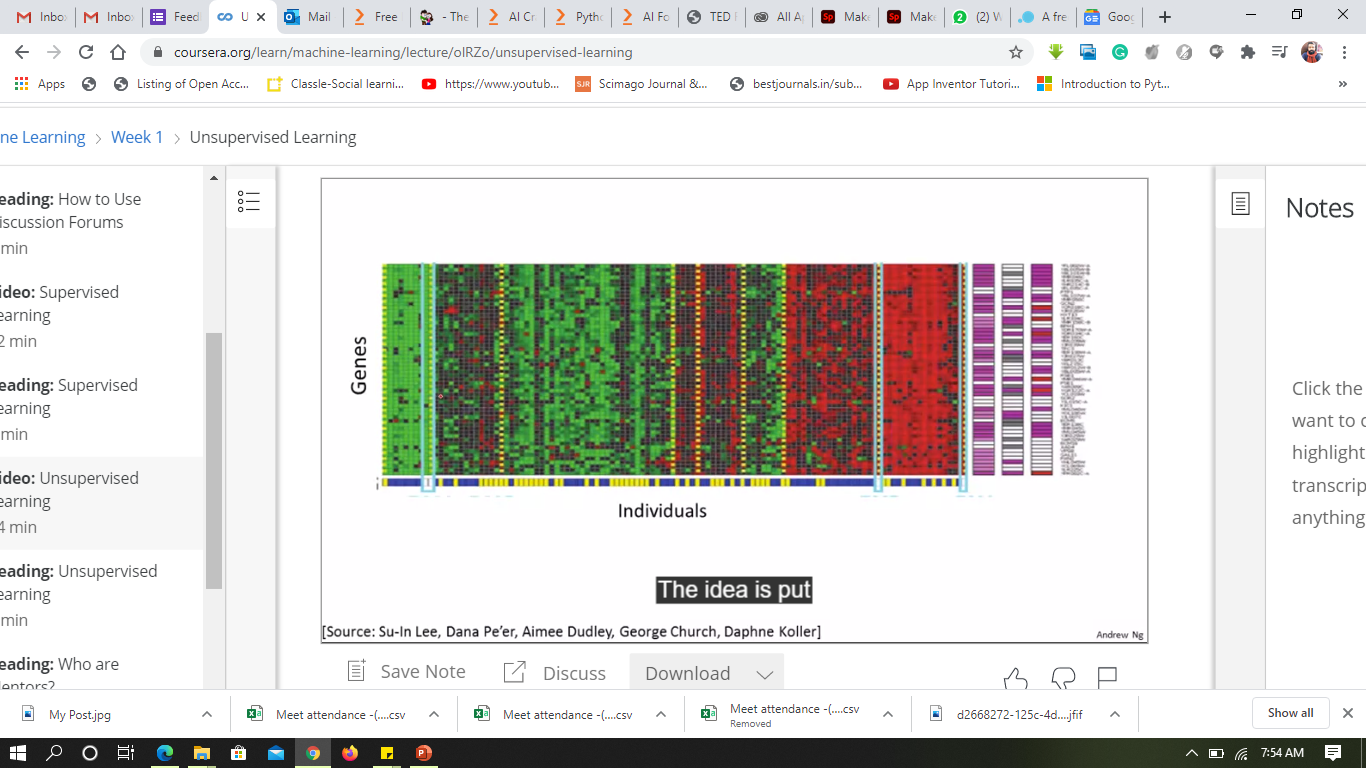 Inbo
Inbo
Feed
U
Mail
Free
- The
AI Cr
Pytho
AI Fo
TED
All A
Make
Make
(2) W
A fre
Goog
coursera.org/learn/machine-learning/lecture/olRZo/unsupervised-learning
Apps
Listing of Open Acc...
Classle-Social learni...
https://www.youtub...
SJR
Scimago Journal &...
bestjournals.in/sub...
App Inventor Tutori...
Introduction to Pyt...
»
ne Learning > Week 1 > Unsupervised Learning
eading: How to Use
iscussion Forums
min
ideo: Supervised
earning
2 min
eading: Supervised
earning
min
ideo: Unsupervised
earning
4 min
eading: Unsupervised
earning
min
eading: Who are
Mentors?
Genes
Individuals
The idea is put
[Source: Su-In Lee, Dana Pe'er, Aimee Dudley, George Church, Daphne Koller]
Andrew Ng
Save Note
Discuss
Download
Notes
Click the
want to c
highlight
transcrip
anything
My Post.jpg
Meet attendance -(....csv
Meet attendance -(....csv
Meet attendance -(....csv
Removed
d2668272-125c-4d....jfif
Show all
7:54 AM